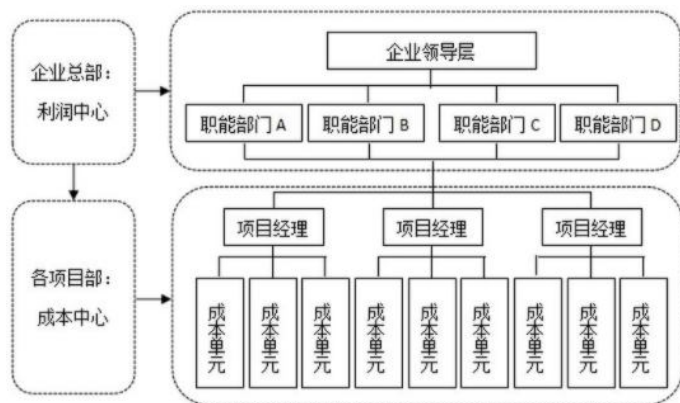 企业总部：
利润中心
企业领导层
职能部门 A
职能部门 B
职能部门 C
职能部门 D
各项目部：
成本中心
项目经理
项目经理
项目经理
成本单元
成本单元
成本单元
成本单元
成本单元
成本单元
成本单元
成本单元
成本单元